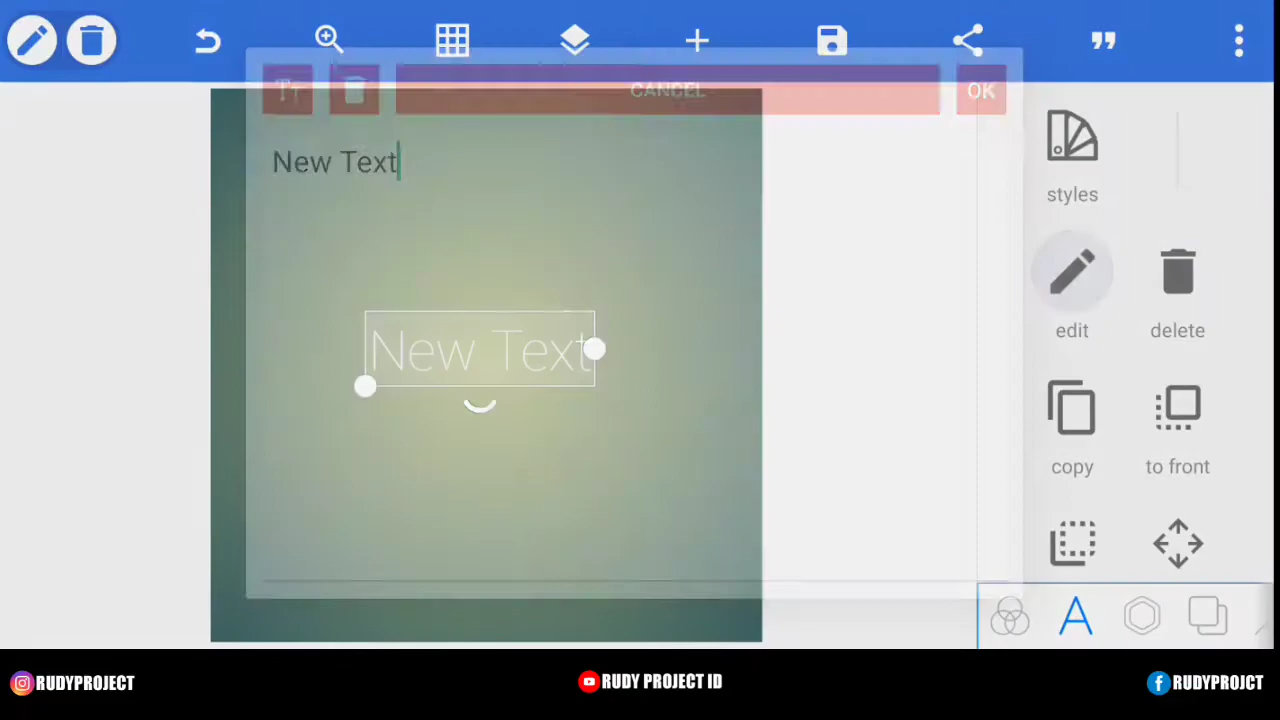 CANCEL
OK
New Text
New Text
styles
edit
delete
copy
to front
RUDYPROJECT
RUDY PROJECT ID
RUDYPROJCT